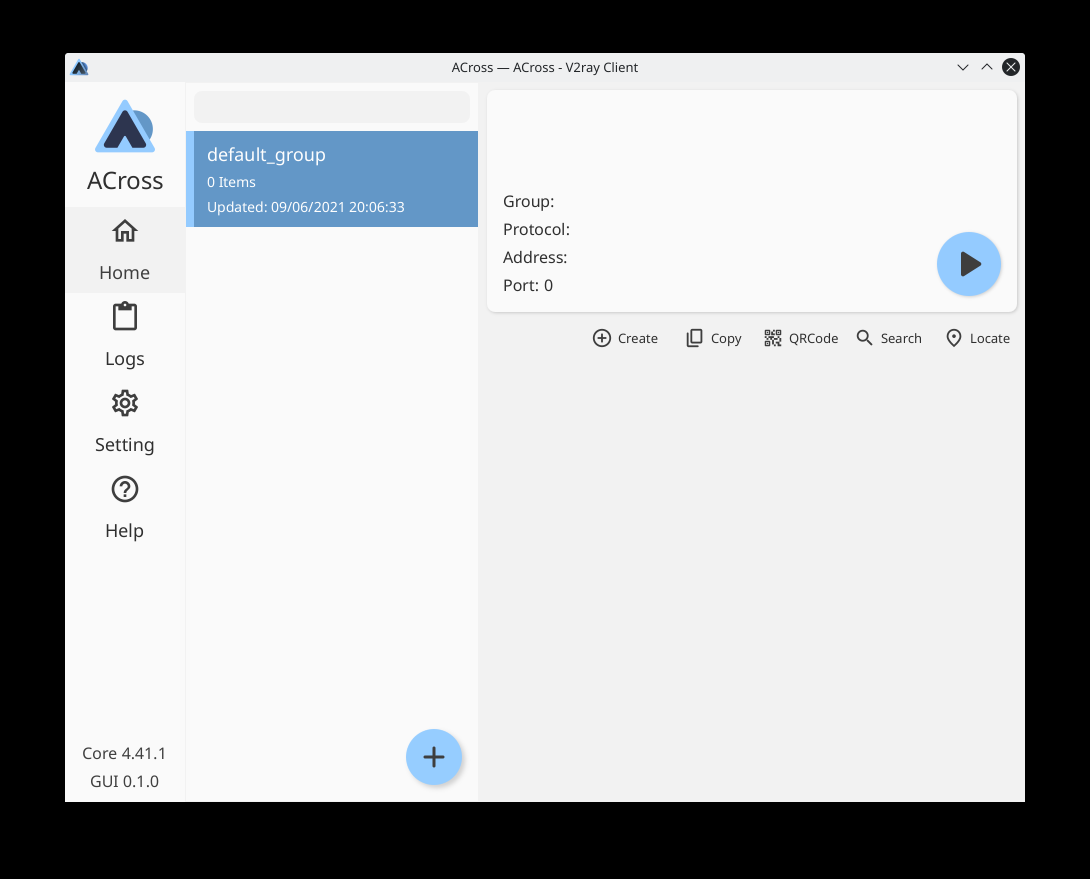 ACross — ACross - V2ray Client
ACross
Home
Logs
Setting
Help
Core 4.41.1
GUI 0.1.0
default_group
0 Items
Updated: 09/06/2021 20:06:33
Group:
Protocol:
Address:
Port: 0
Create Copy QRCode Search Locate